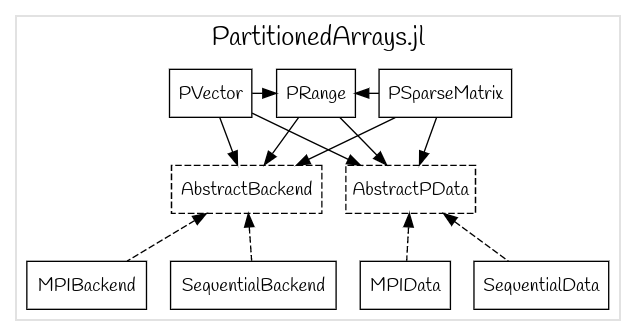 PartitionedArrays.jl
PVector
PRange
PSparseMatrix
AbstractBackend
AbstractPData
MPIBackend
SequentialBackend
MPIData
SequentialData